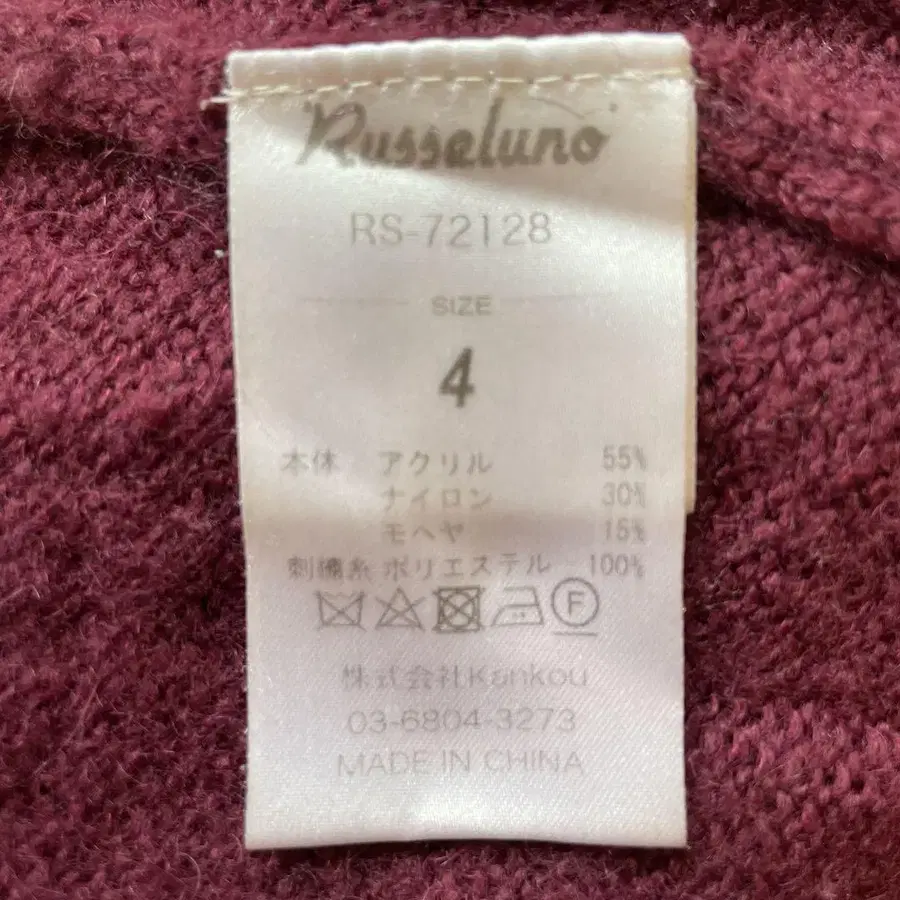 Russeluno
RS-72128
SIZE
4
本体 アクリル 55%
ナイロン 30%
モヘヤ 15%
刺繍糸 ポリエステル 100%
F
株式会社Kankou
03-6804-3273
MADE IN CHINA